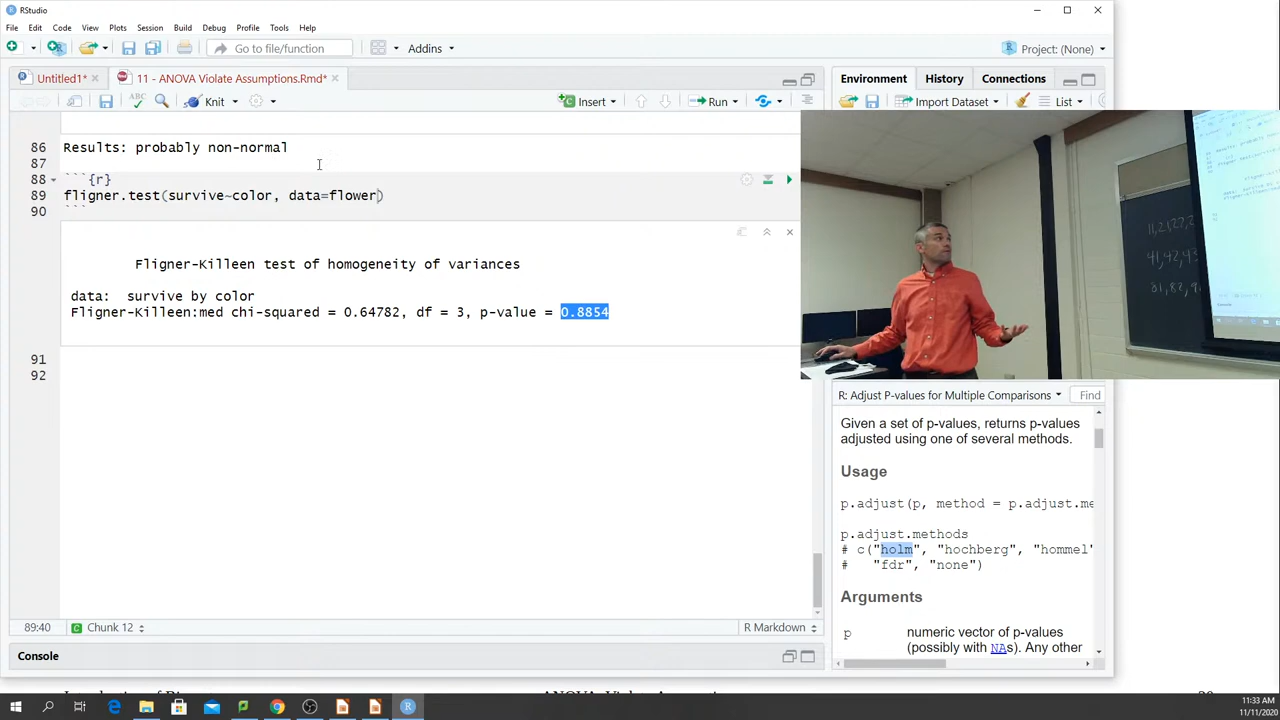 RStudio
File Edit Code View Plots Session Build Debug Profile Tools Help
Go to file/function Addins Project: (None)
Untitled1* 11 - ANOVA Violate Assumptions.Rmd*
Environment History Connections
ABC Knit Insert Run
Import Dataset List
86 Results: probably non-normal
87
88 ```{r}
89 fligner.test(survive~color, data=flower)
90 ```
Fligner-Killeen test of homogeneity of variances
data: survive by color
Fligner-Killeen:med chi-squared = 0.64782, df = 3, p-value = 0.8854
91
92
R: Adjust P-values for Multiple Comparisons Find
Given a set of p-values, returns p-values
adjusted using one of several methods.
Usage
p.adjust(p, method = p.adjust.me
p.adjust.methods
# c("holm", "hochberg", "hommel"
# "fdr", "none")
Arguments
p numeric vector of p-values
(possibly with NAs). Any other
89:40 Chunk 12 R Markdown
Console
11:33 AM
11/11/2020